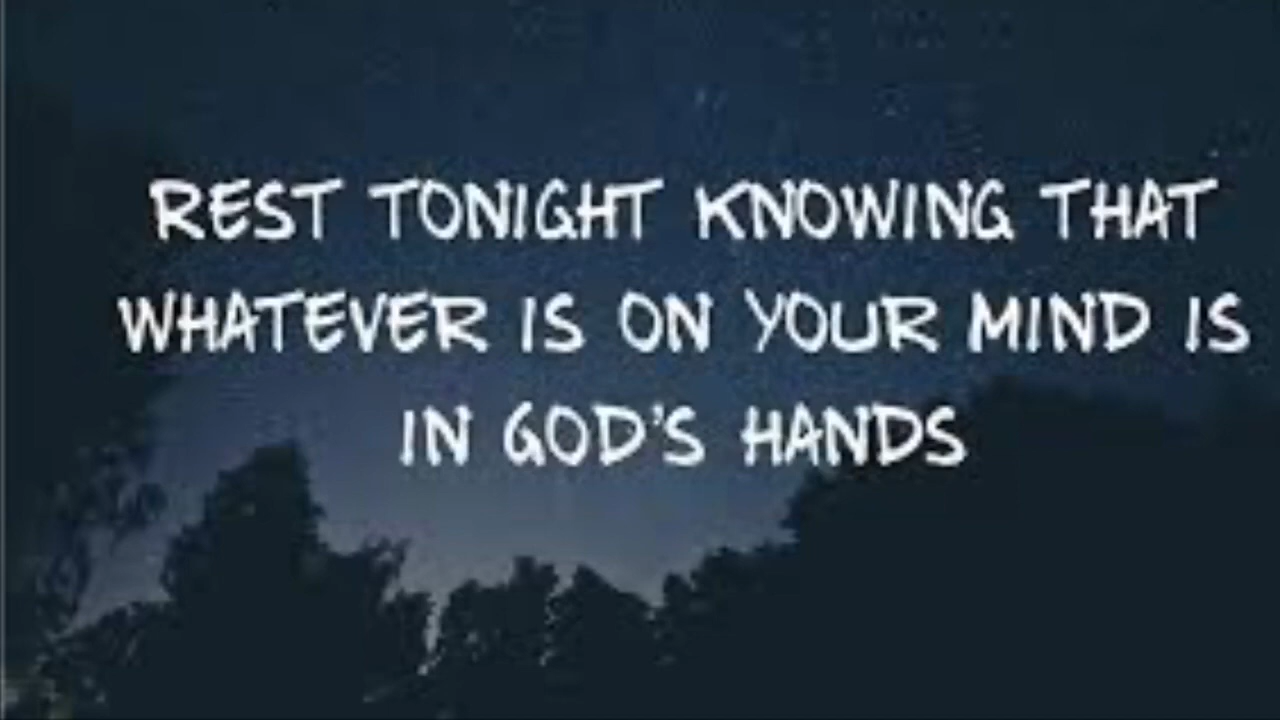 REST TONIGHT KNOWING THAT
WHATEVER IS ON YOUR MIND IS
IN GOD'S HANDS